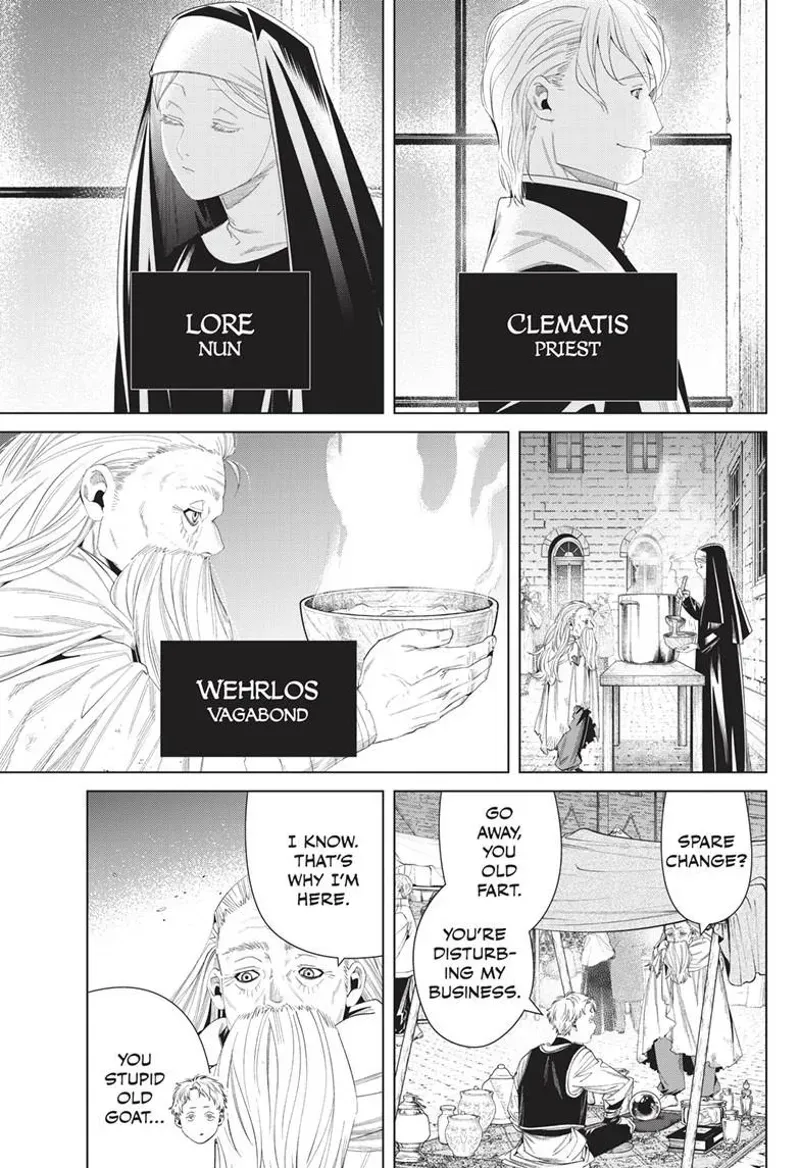 CLEMATIS
PRIEST
LORE
NUN
WEHRLOS
VAGABOND
SPARE
CHANGE?
GO
AWAY,
YOU
OLD
FART.
YOU'RE
DISTURB-
ING MY
BUSINESS.
I KNOW.
THAT'S
WHY I'M
HERE.
YOU
STUPID
OLD
GOAT...